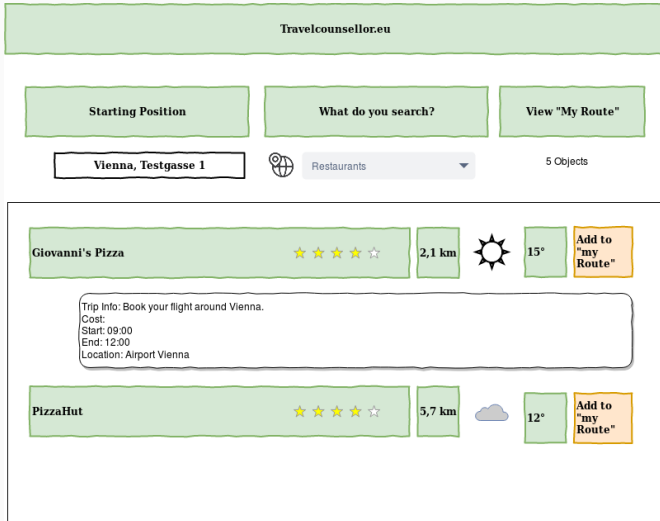 Travelcounsellor.eu
Starting Position
What do you search?
View "My Route"
Vienna, Testgasse 1
Restaurants
5 Objects
Giovanni's Pizza
2,1 km
15°
Add to
"my
Route"
Trip Info: Book your flight around Vienna.
Cost:
Start: 09:00
End: 12:00
Location: Airport Vienna
PizzaHut
5,7 km
12°
Add to
"my
Route"